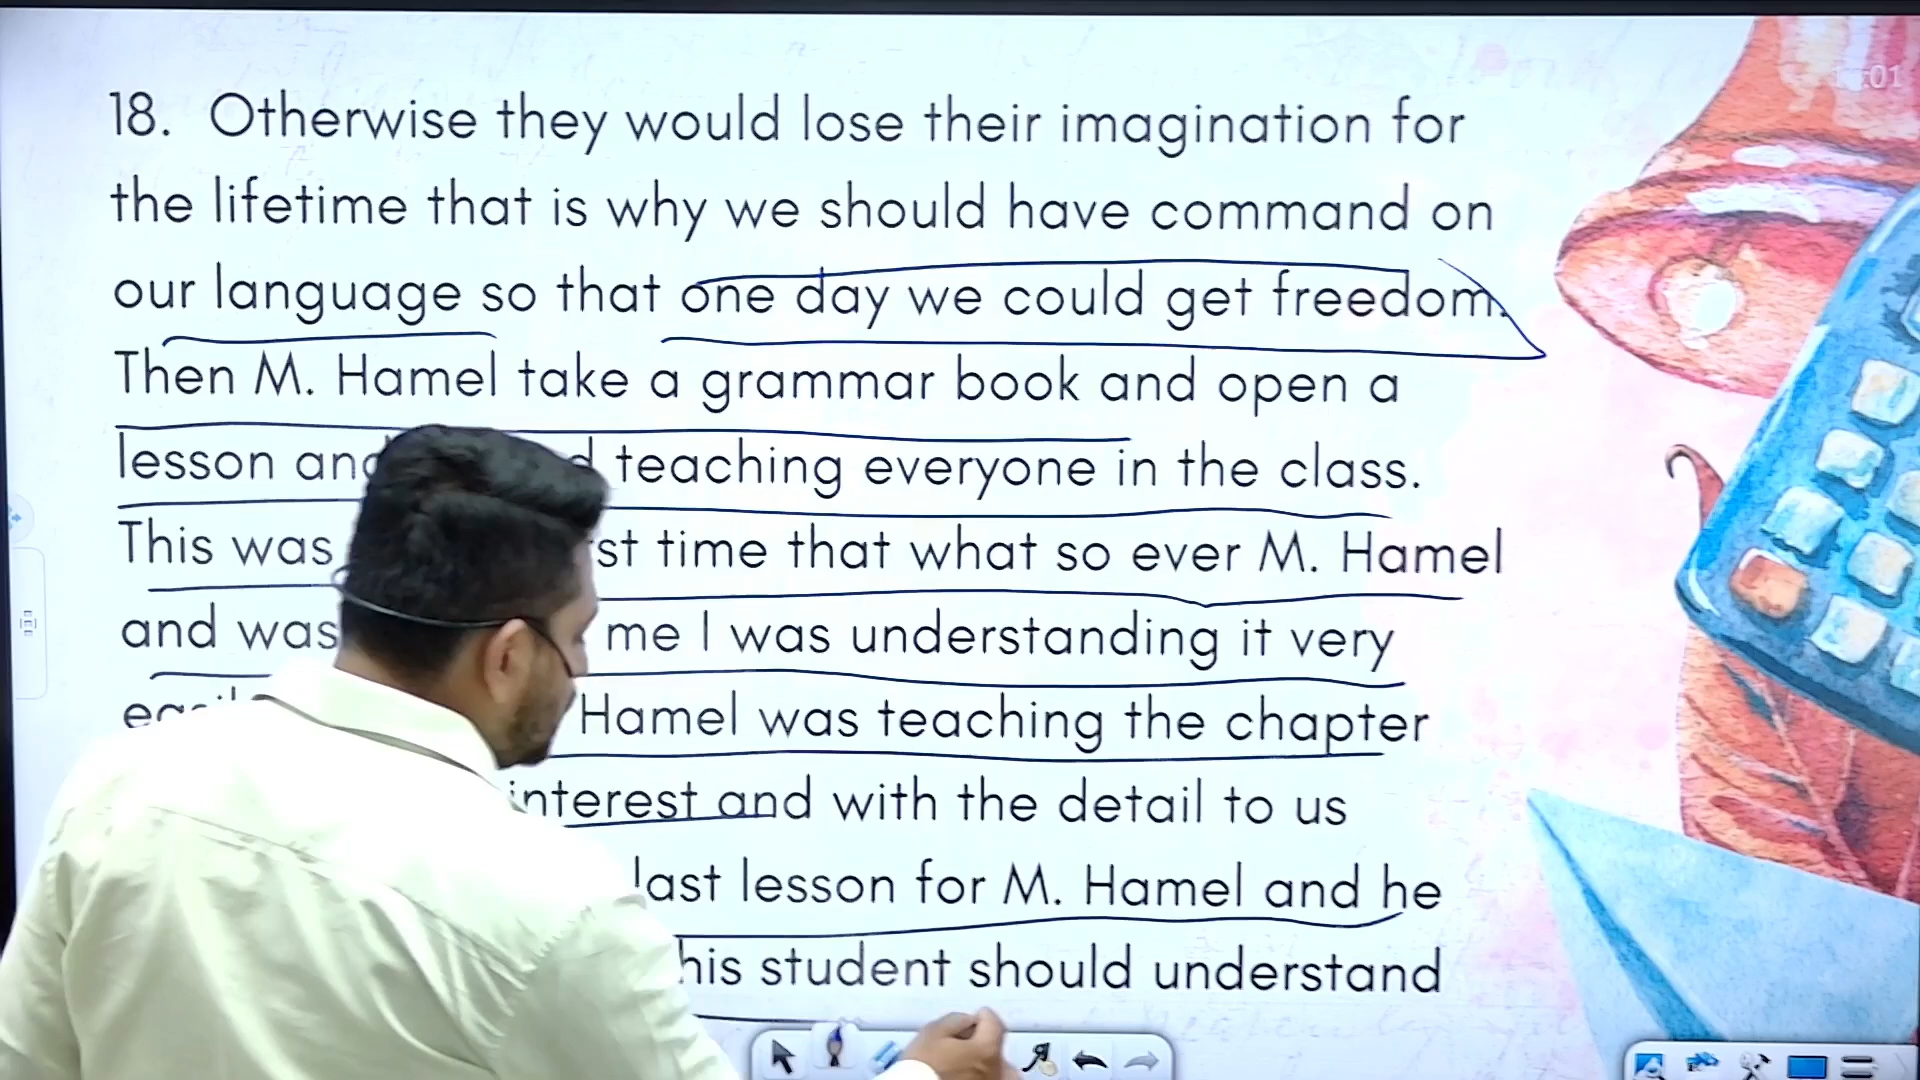 01
18. Otherwise they would lose their imagination for
the lifetime that is why we should have command on
our language so that one day we could get freedom.
Then M. Hamel take a grammar book and open a
lesson teaching everyone in the class.
This was time that what so ever M. Hamel
and was me I was understanding it very
Hamel was teaching the chapter
interest and with the detail to us
last lesson for M. Hamel and he
his student should understand